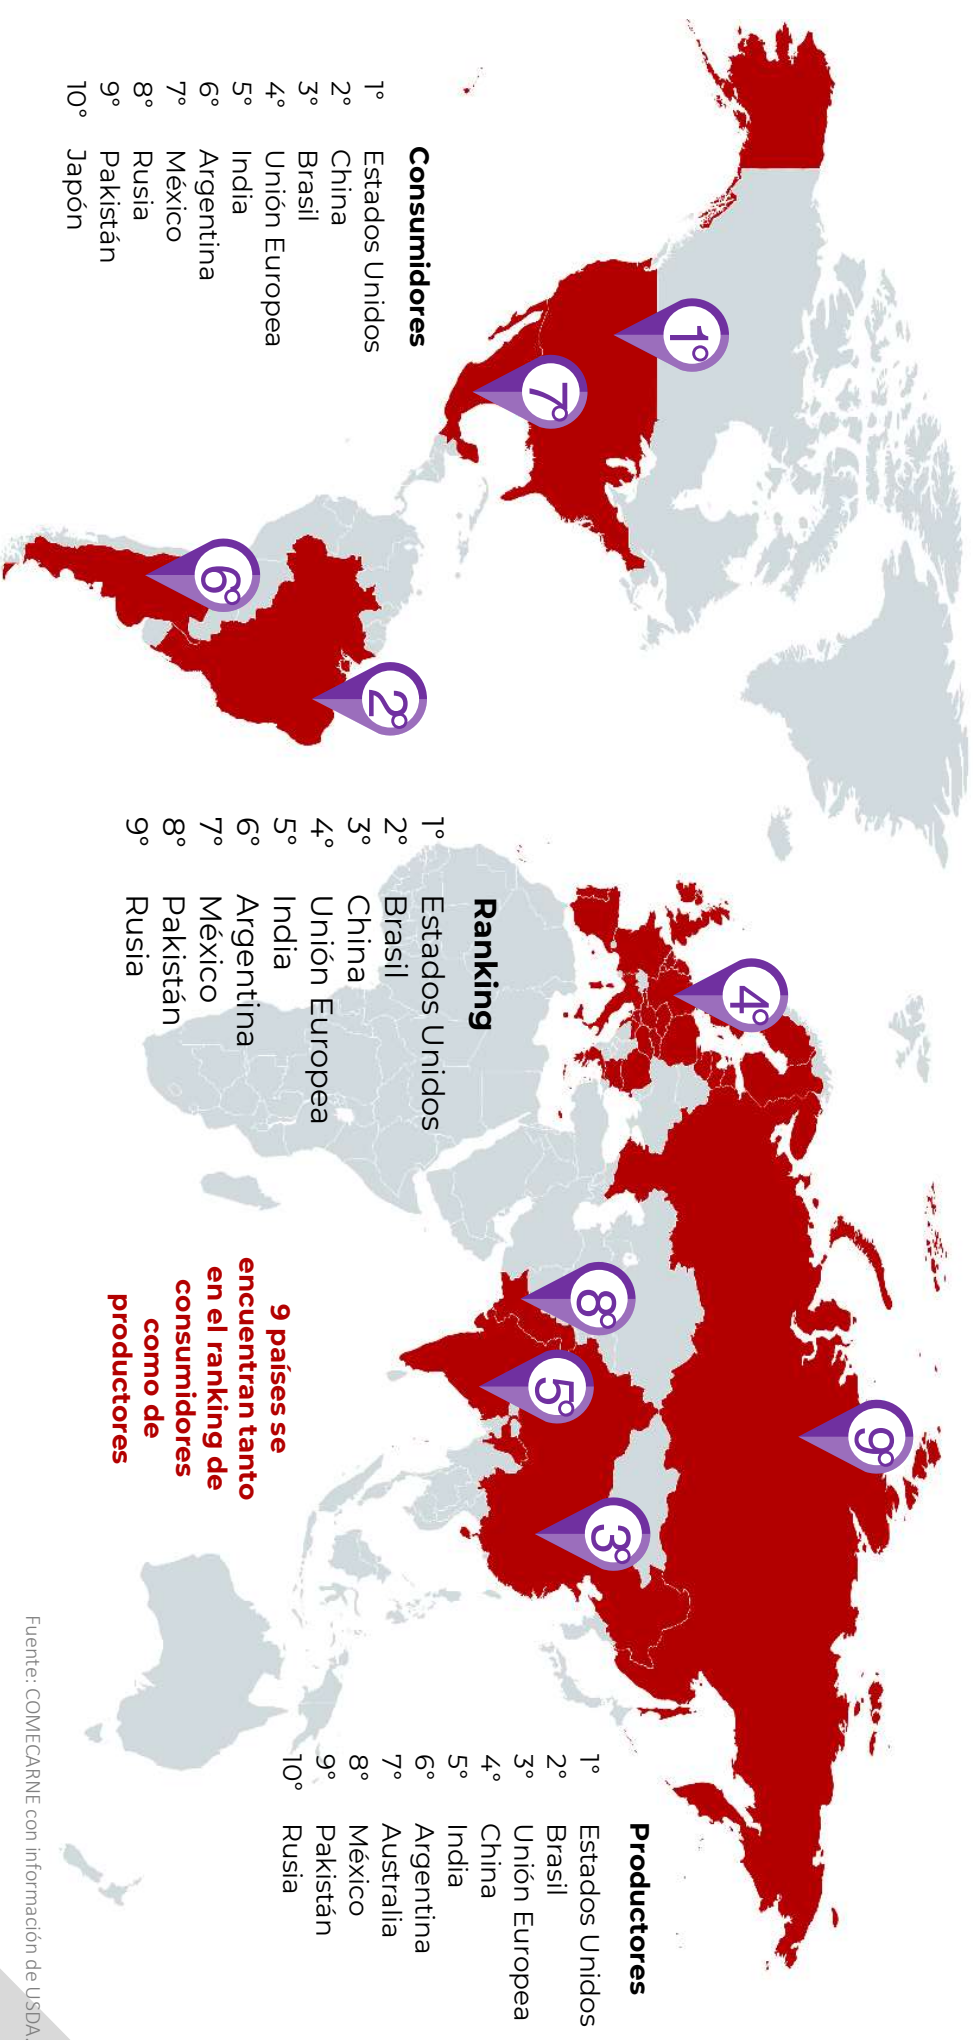 Consumidores
1° Estados Unidos
2° China
3° Brasil
4° Unión Europea
5° India
6° Argentina
7° México
8° Rusia
9° Pakistán
10° Japón
1°
7°
6°
2°
4°
8°
5°
9°
3°
Ranking
1° Estados Unidos
2° Brasil
3° China
4° Unión Europea
5° India
6° Argentina
7° México
8° Pakistán
9° Rusia
9 países se
encuentran tanto
en el ranking de
consumidores
como de
productores
Productores
1° Estados Unidos
2° Brasil
3° Unión Europea
4° China
5° India
6° Argentina
7° Australia
8° México
9° Pakistán
10° Rusia
Fuente: COMECARNE con información de USDA.